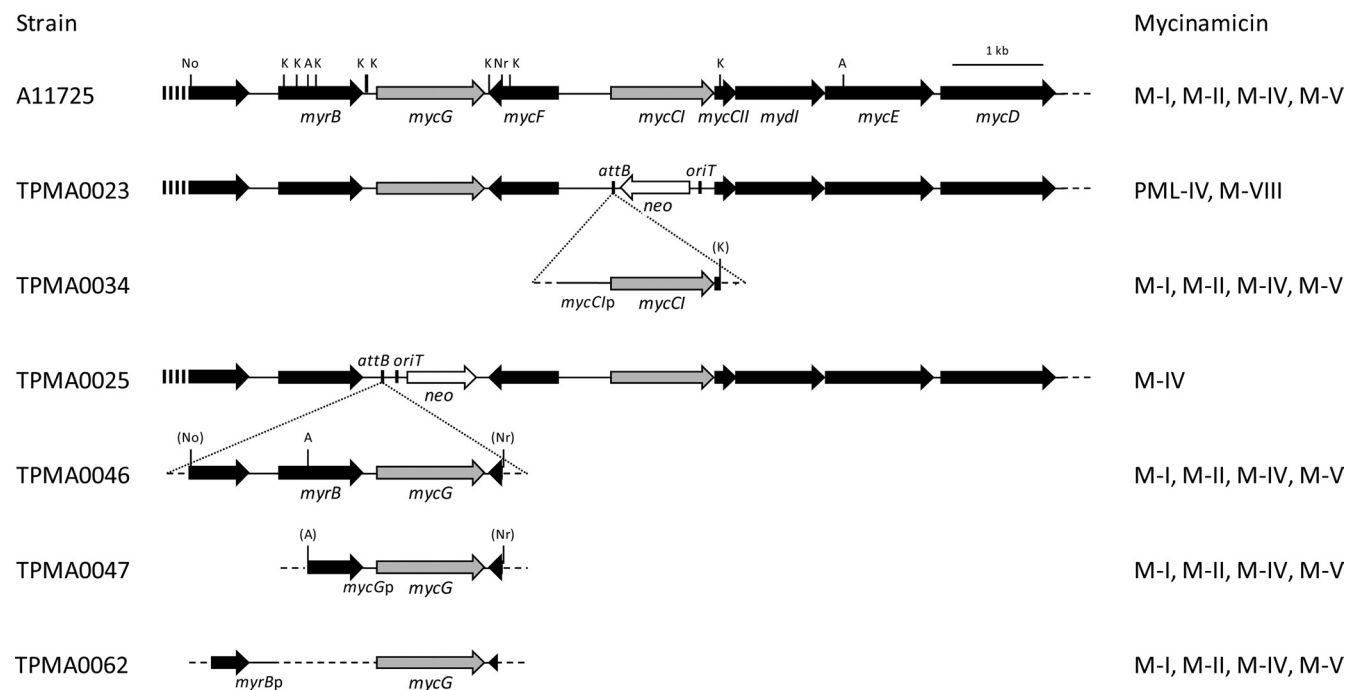 Strain Mycinamicin
1 kb
No K K A K K K K Nr K K A
A11725 M-I, M-II, M-IV, M-V
myrB mycG mycF mycCI mycCII mydI mycE mycD
attB oriT
TPMA0023 PML-IV, M-VIII
neo
(K)
TPMA0034 M-I, M-II, M-IV, M-V
mycCIp mycCI
attB oriT
TPMA0025 M-IV
neo
(No) A (Nr)
TPMA0046 M-I, M-II, M-IV, M-V
myrB mycG
(A) (Nr)
TPMA0047 M-I, M-II, M-IV, M-V
mycGp mycG
TPMA0062 M-I, M-II, M-IV, M-V
myrBp mycG